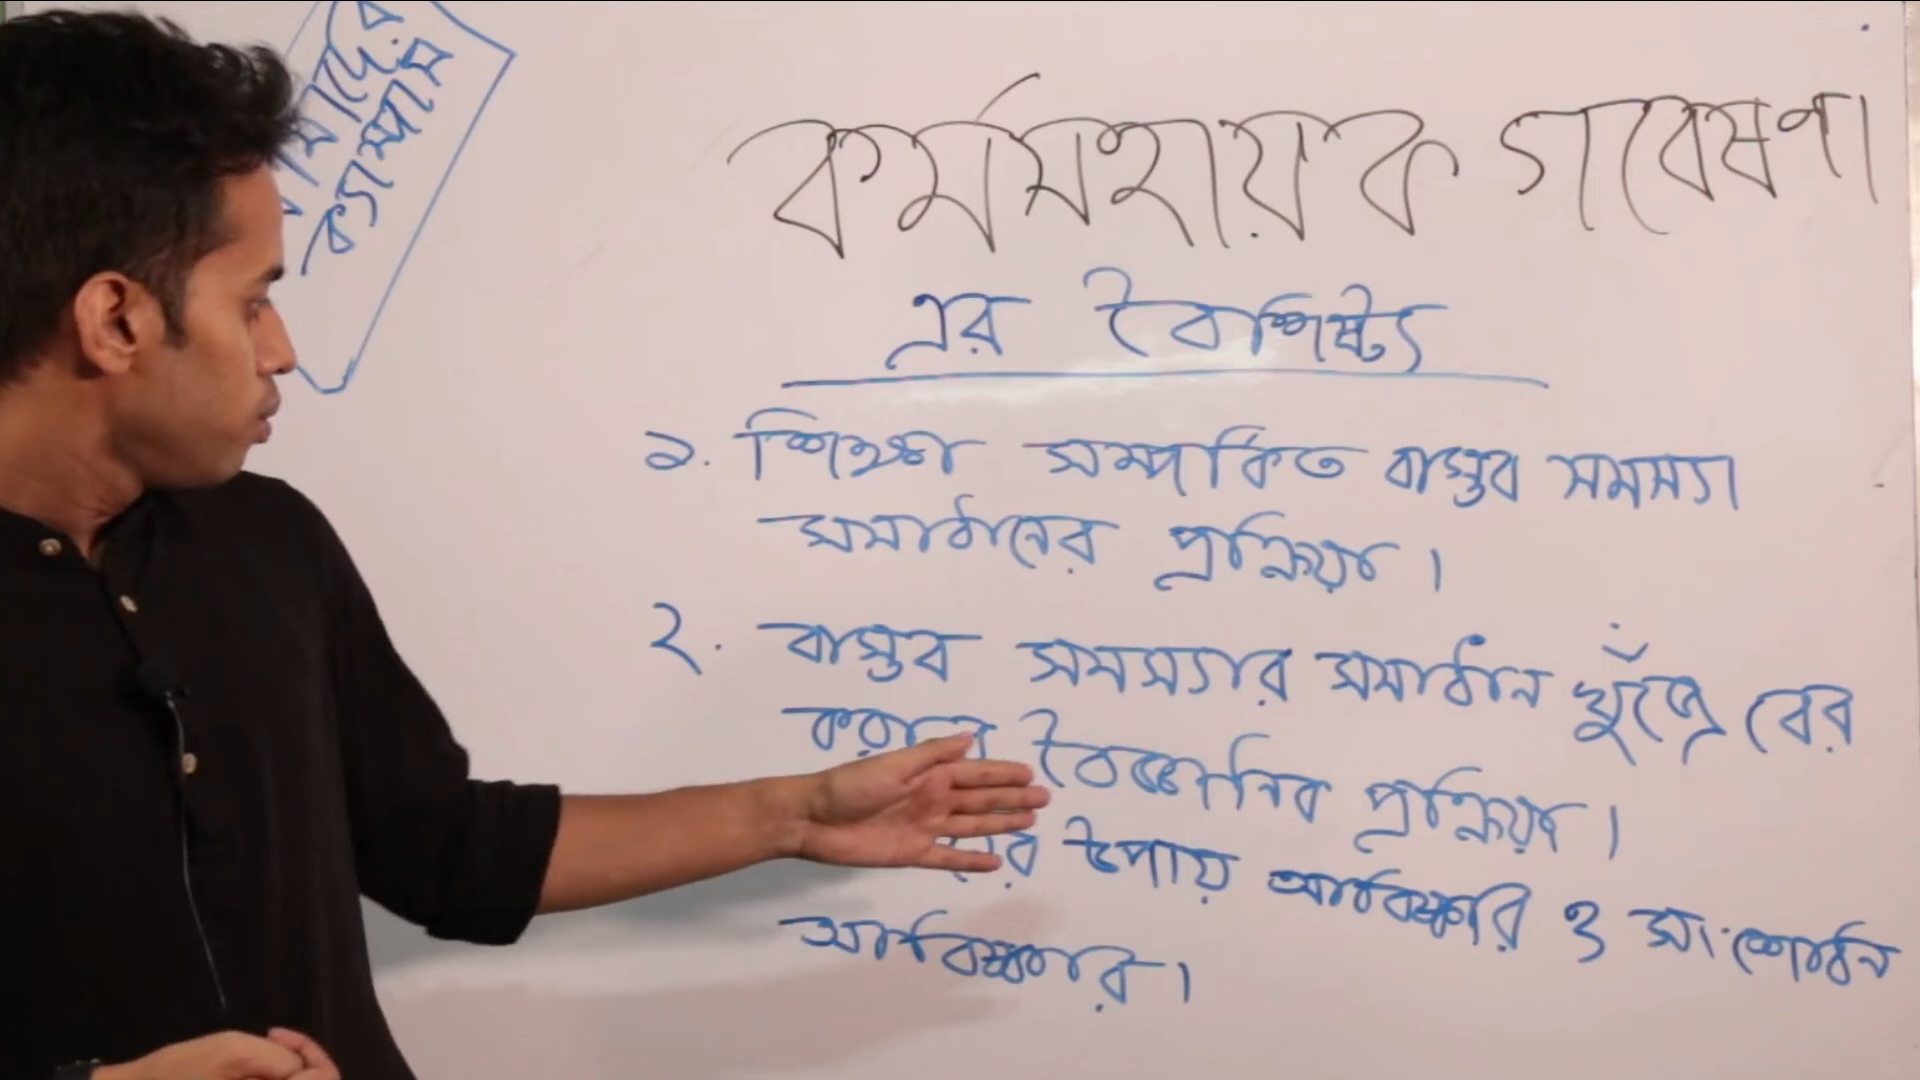 ক্যাম্পাস
কর্মসহায়ক গবেষণা
এর বৈশিষ্ট্য
১. শিক্ষা সম্পর্কিত বাস্তব সমস্যা
সমাধানের প্রক্রিয়া।
২. বাস্তব সমস্যার সমাধান খুঁজে বের
করার বৈজ্ঞানিক প্রক্রিয়া।
উপায় আবিষ্কার ও সংশোধন
আবিষ্কার।